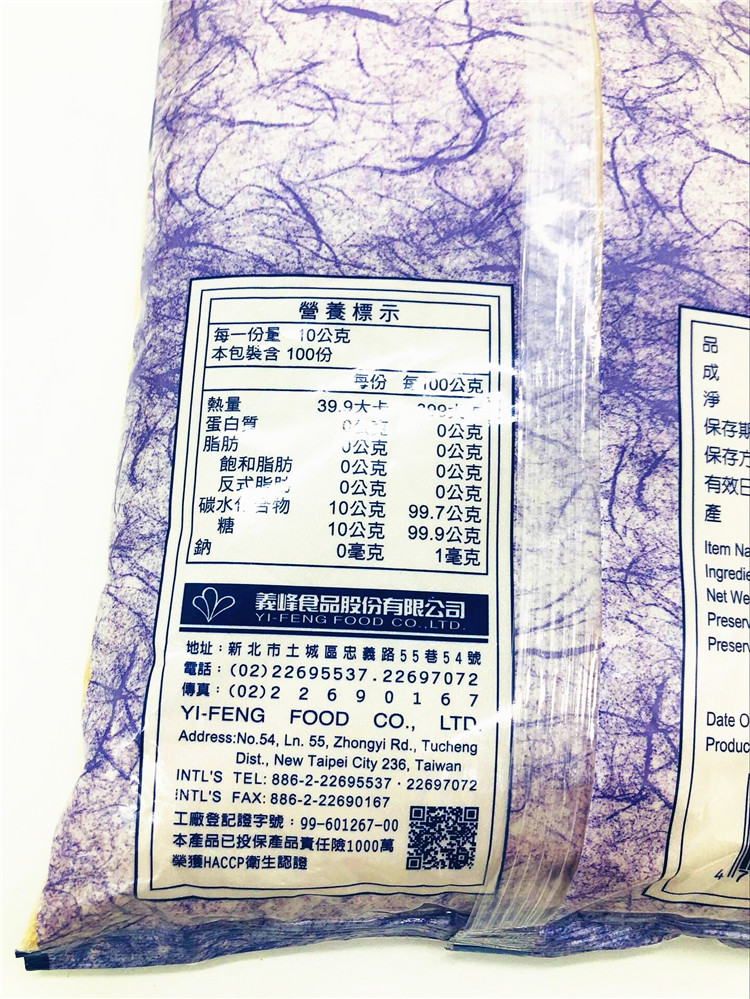 營養標示
每一份量 10公克
本包裝含 100份
每份 每100公克
熱量 39.9大卡
蛋白質 0公克 0公克
脂肪 0公克 0公克
飽和脂肪 0公克 0公克
反式脂肪 0公克 0公克
碳水化合物 10公克 99.7公克
糖 10公克 99.9公克
鈉 0毫克 1毫克
義峰食品股份有限公司
YI-FENG FOOD CO.,LTD.
地址：新北市土城區忠義路55巷54號
電話：(02)22695537.22697072
傳真：(02)22690167
YI-FENG FOOD CO., LTD.
Address:No.54, Ln. 55, Zhongyi Rd., Tucheng
Dist., New Taipei City 236, Taiwan
INTL'S TEL: 886-2-22695537·22697072
INTL'S FAX: 886-2-22690167
工廠登記證字號：99-601267-00
本產品已投保產品責任險1000萬
榮獲HACCP衛生認證
品
成
淨
保存期
保存方
有效日
產
Item Na
Ingredie
Net We
Preserv
Preserv
Date O
Produc
4